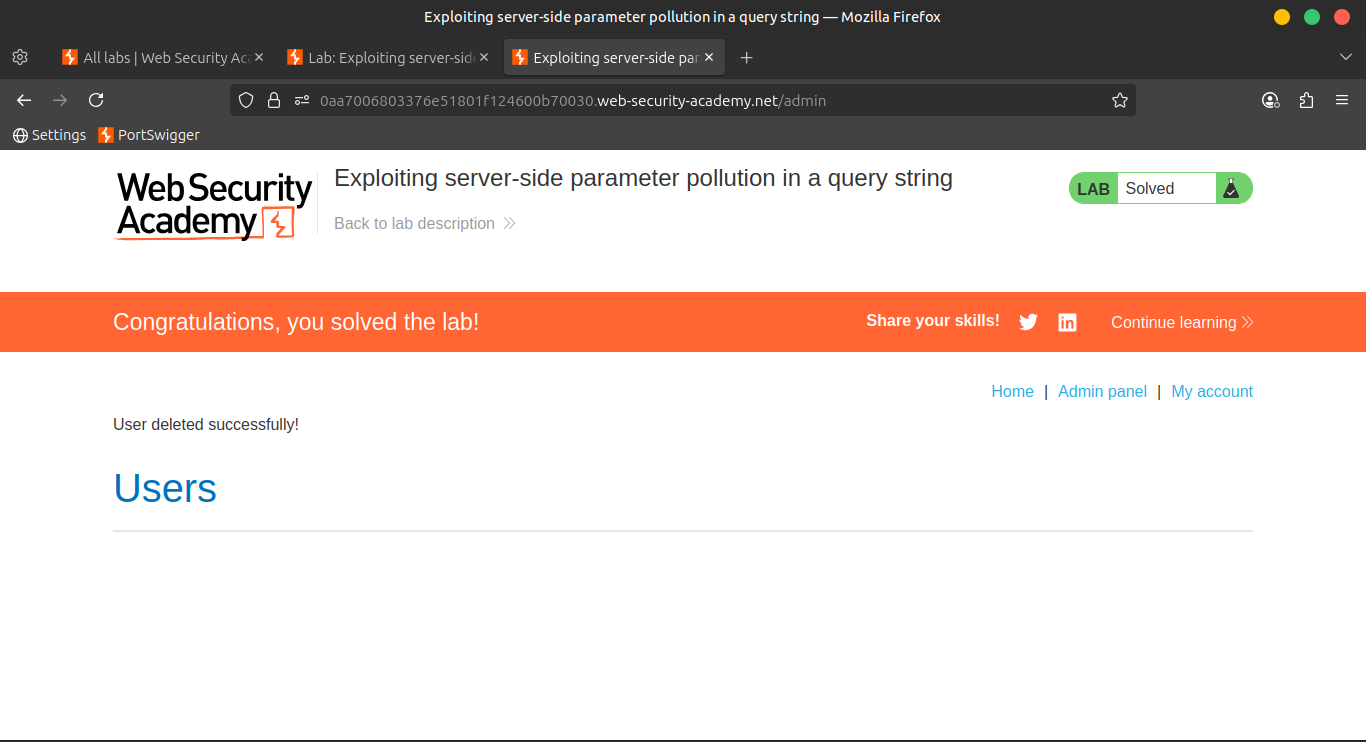 Exploiting server-side parameter pollution in a query string — Mozilla Firefox
All labs | Web Security Ac
Lab: Exploiting server-sid
Exploiting server-side par
0aa7006803376e51801f124600b70030.web-security-academy.net/admin
Settings
PortSwigger
Web Security
Academy
Exploiting server-side parameter pollution in a query string
Back to lab description
LAB Solved
Congratulations, you solved the lab!
Share your skills!
in
Continue learning
Home | Admin panel | My account
User deleted successfully!
Users